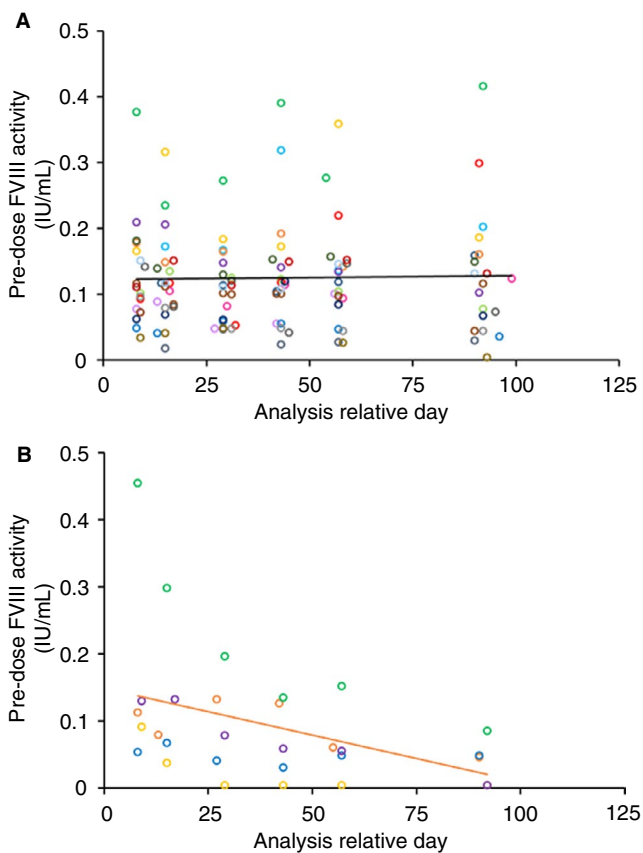 A
0.5
0.4
0.3
0.2
0.1
0
Pre-dose FVIII activity
(IU/mL)
0 25 50 75 100 125
Analysis relative day
B
0.5
0.4
0.3
0.2
0.1
0
Pre-dose FVIII activity
(IU/mL)
0 25 50 75 100 125
Analysis relative day